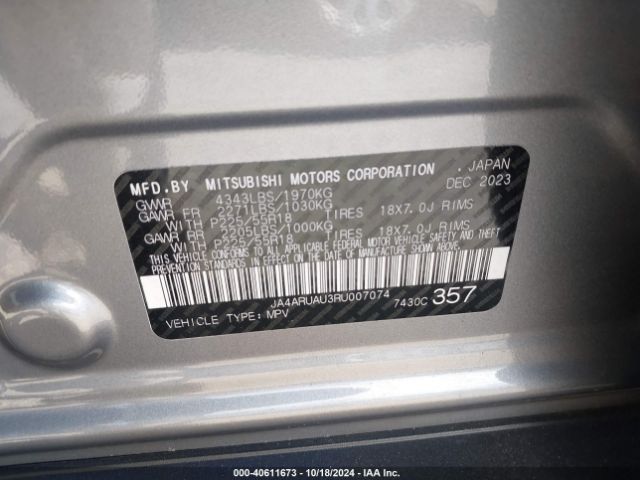 MFD.BY MITSUBISHI MOTORS CORPORATION . JAPAN
GVWR 4343LBS/1970KG DEC 2023
GAWR FR 2271LBS/1030KG
WITH P225/55R18 TIRES 18X7.0J RIMS
GAWR RR 2205LBS/1000KG
WITH P225/55R18 TIRES 18X7.0J RIMS
THIS VEHICLE CONFORMS TO ALL APPLICABLE FEDERAL MOTOR VEHICLE SAFETY AND THEFT
PREVENTION STANDARDS IN EFFECT ON THE DATE OF MANUFACTURE SHOWN ABOVE.
JA4ARUAU3RU007074 7430C 357
VEHICLE TYPE: MPV
000-40611673 | 10/18/2024 - IAA Inc.